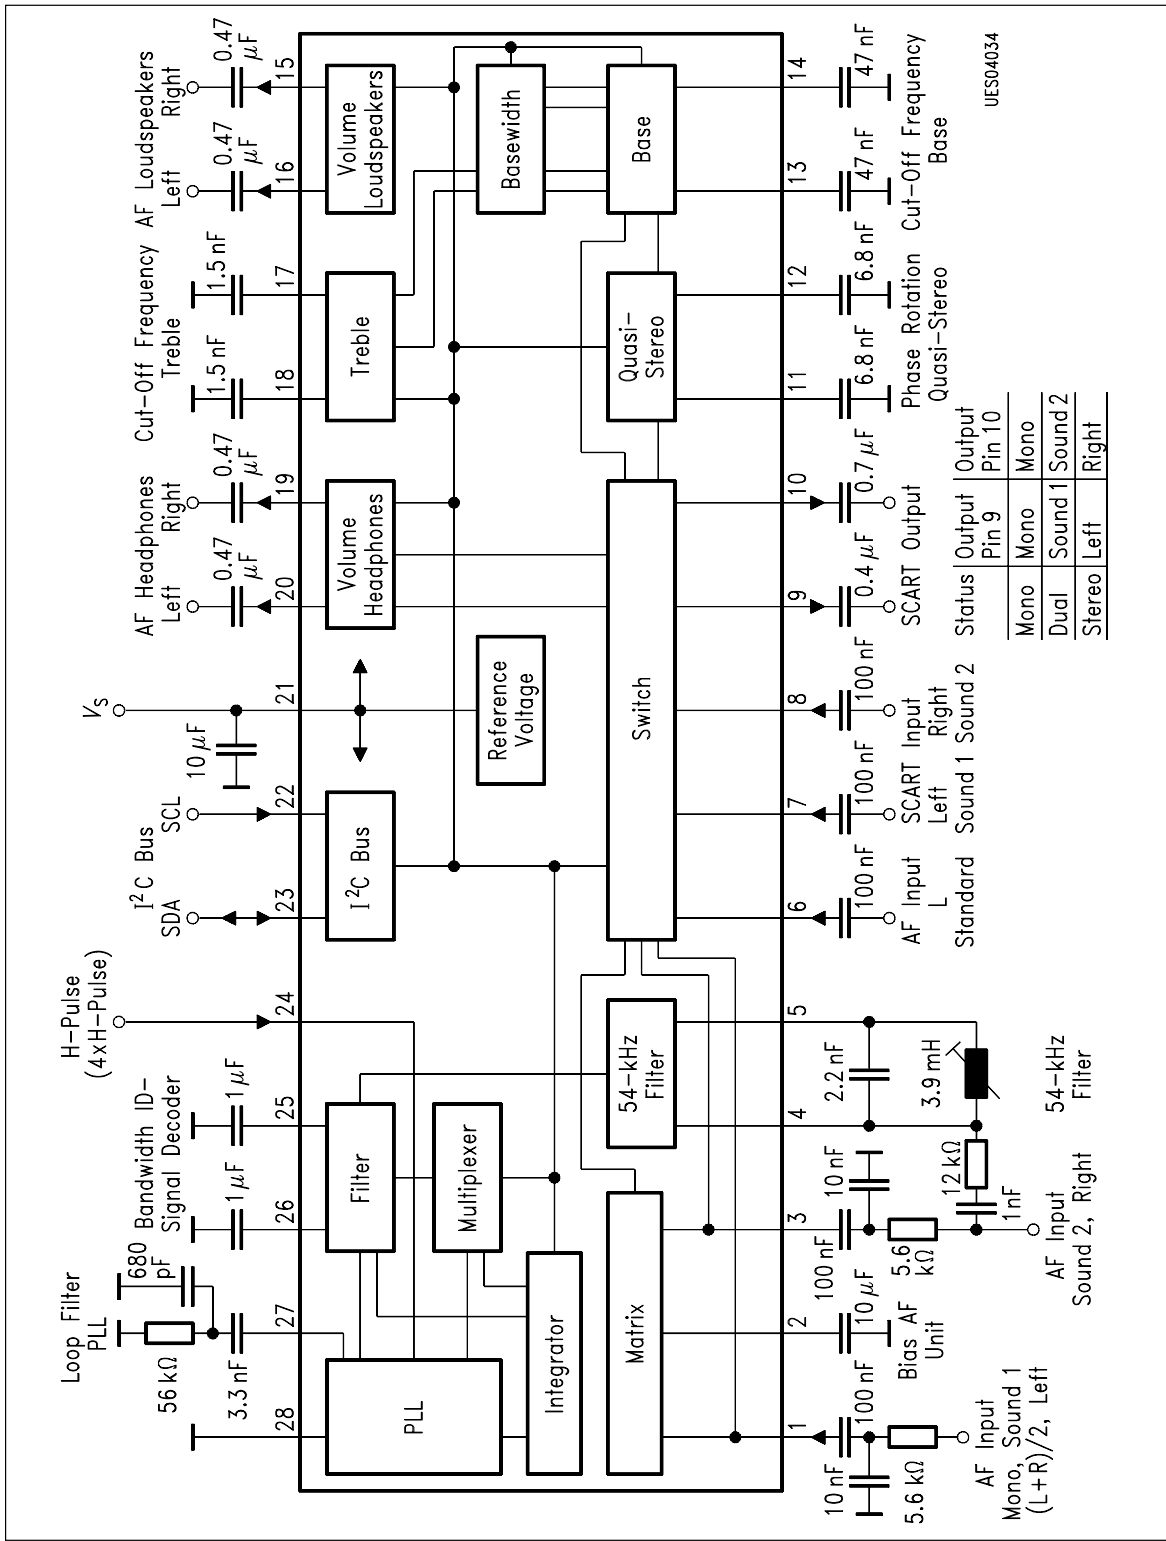 Loop Filter
PLL
680
pF
56 kΩ
3.3 nF
Bandwidth ID-
Signal Decoder
1 µF
1 µF
H-Pulse
(4xH-Pulse)
I²C Bus
SDA
SCL
VS
10 µF
AF Headphones
Left
Right
0.47
µF
0.47
µF
Cut-Off Frequency
Treble
1.5 nF
1.5 nF
AF Loudspeakers
Left
Right
0.47
µF
0.47
µF
28
27
26
25
24
23
22
21
20
19
18
17
16
15
PLL
Filter
Multiplexer
Integrator
I²C Bus
Reference
Voltage
Volume
Headphones
Treble
Volume
Loudspeakers
Basewidth
Matrix
54-kHz
Filter
Switch
Quasi-
Stereo
Base
1
2
3
4
5
6
7
8
9
10
11
12
13
14
10 nF
100 nF
5.6 kΩ
AF Input
Mono, Sound 1
(L+R)/2, Left
10 µF
Bias AF
Unit
100 nF
10 nF
5.6
kΩ
12 kΩ
1nF
AF Input
Sound 2, Right
2.2 nF
3.9 mH
54-kHz
Filter
100 nF
AF Input
L
Standard
100 nF
100 nF
SCART Input
Left Right
Sound 1 Sound 2
0.4 µF
0.7 µF
SCART Output
6.8 nF
6.8 nF
Phase Rotation
Quasi-Stereo
47 nF
47 nF
Cut-Off Frequency
Base
Status Output Output
Pin 9 Pin 10
Mono Mono Mono
Dual Sound 1 Sound 2
Stereo Left Right
UES04034